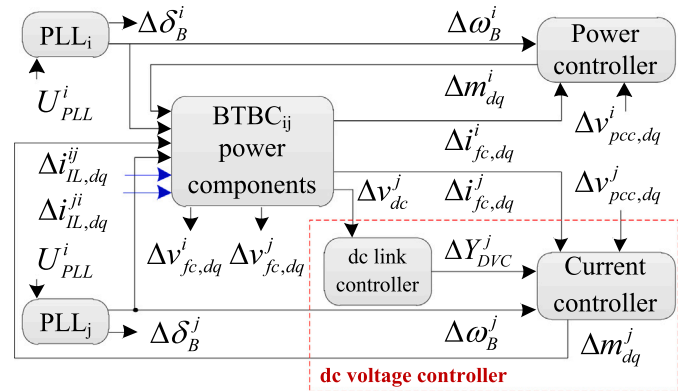 PLLᵢ
Δδ_B^i
Δω_B^i
Power
controller
U_PLL^i
Δm_dq^i
BTBC_ij
power
components
Δi_fc,dq^i
Δv_pcc,dq^i
Δi_IL,dq^ij
Δi_IL,dq^ji
Δi_fc,dq^j
Δv_pcc,dq^j
Δv_dc^j
Δv_fc,dq^i Δv_fc,dq^j
U_PLL^i
dc link
controller
ΔY_DVC^j
Current
controller
PLL_j
Δδ_B^j
Δω_B^j
Δm_dq^j
dc voltage controller